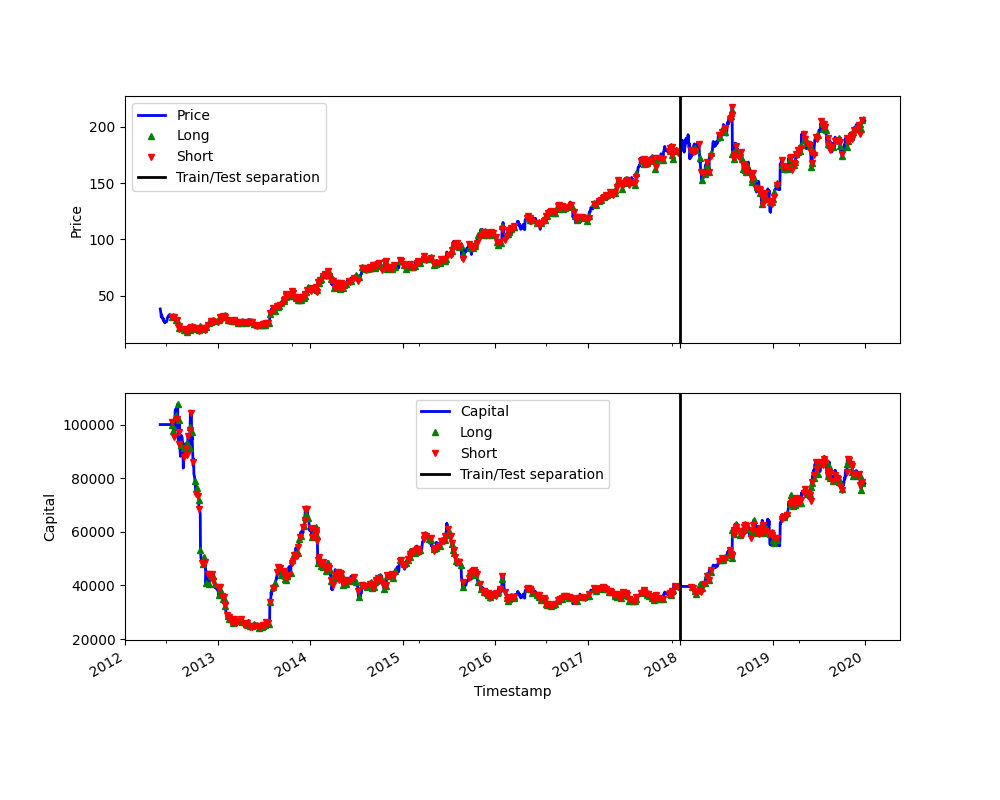 200
150
100
50
Price
Price
Long
Short
Train/Test separation
100000
80000
60000
40000
20000
Capital
Capital
Long
Short
Train/Test separation
2012 2013 2014 2015 2016 2017 2018 2019 2020
Timestamp